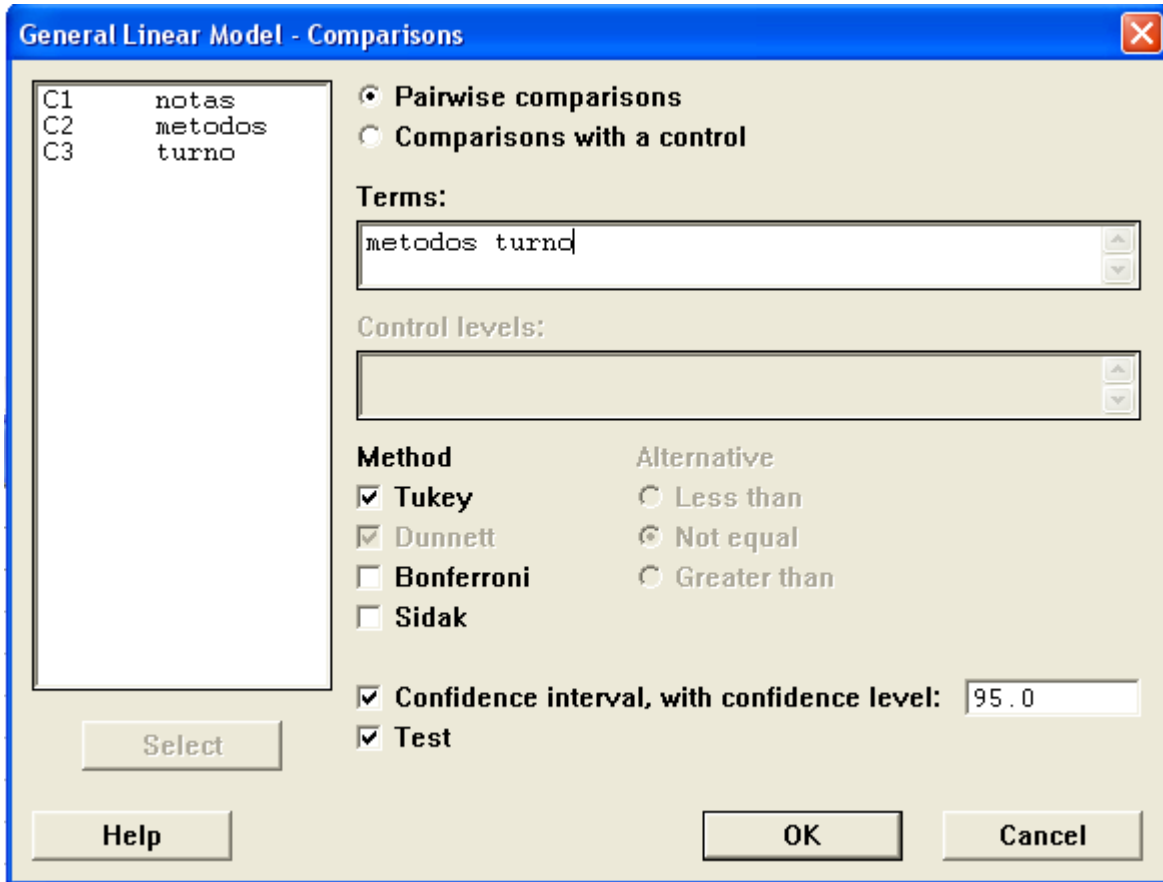 General Linear Model - Comparisons
C1 notas
C2 metodos
C3 turno
Pairwise comparisons
Comparisons with a control
Terms:
metodos turno
Control levels:
Method
Alternative
Tukey
Less than
Dunnett
Not equal
Bonferroni
Greater than
Sidak
Confidence interval, with confidence level: 95.0
Test
Select
Help
OK
Cancel